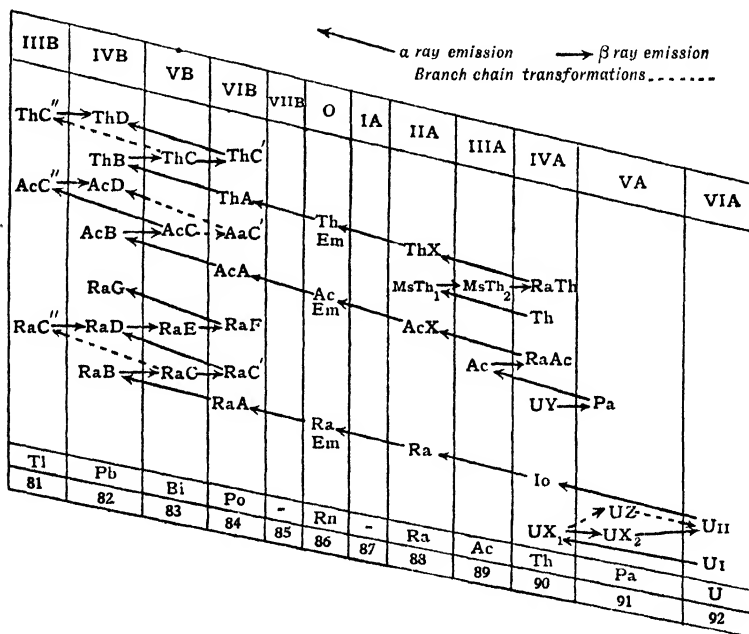 α ray emission β ray emission
Branch chain transformations
IIIB IVB VB VIB VIIB O IA IIA IIIA IVA VA VIA
ThC″ ThD
ThB ThC ThC′
AcC″ AcD ThA
AcB AcC AaC′ Th Em ThX
AcA MsTh₁ MsTh₂ RaTh
RaG Ac Em Th
RaC″ RaD RaE RaF AcX RaAc
Ac
RaB RaC RaC′ UY Pa
RaA Ra Em
Ra
Io
UZ
UX₁ UX₂ UII
UI
Tl Pb Bi Po - Rn - Ra Ac Th Pa U
81 82 83 84 85 86 87 88 89 90 91 92